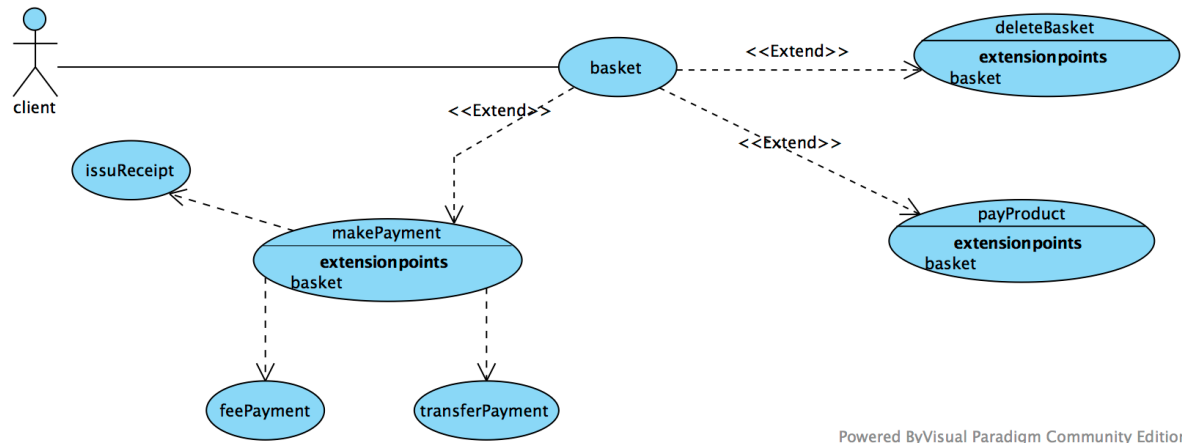 client
basket
<<Extend>>
deleteBasket
extensionpoints
basket
<<Extend>>
<<Extend>>
issuReceipt
payProduct
extensionpoints
basket
makePayment
extensionpoints
basket
feePayment
transferPayment
Powered ByVisual Paradigm Community Edition